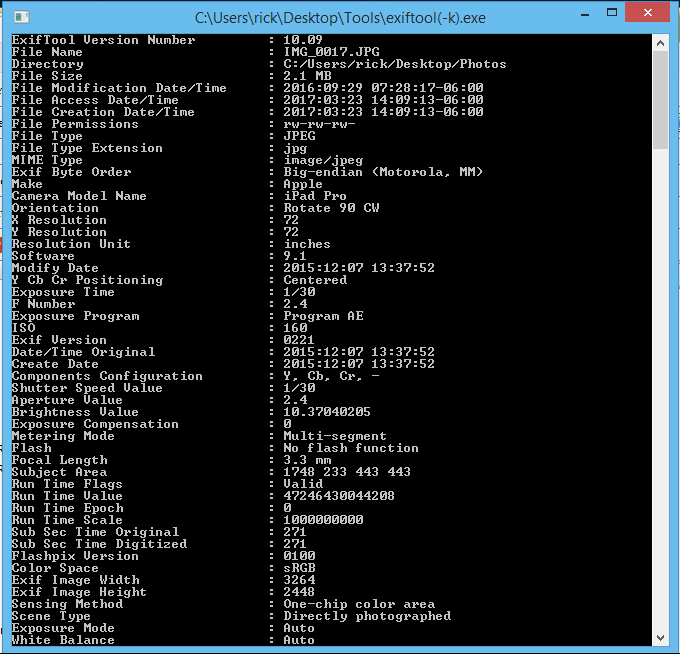 C:\Users\rick\Desktop\Tools\exiftool(-k).exe
ExifTool Version Number : 10.09
File Name : IMG_0017.JPG
Directory : C:/Users/rick/Desktop/Photos
File Size : 2.1 MB
File Modification Date/Time : 2016:09:29 07:28:17-06:00
File Access Date/Time : 2017:03:23 14:09:13-06:00
File Creation Date/Time : 2017:03:23 14:09:13-06:00
File Permissions : rw-rw-rw-
File Type : JPEG
File Type Extension : jpg
MIME Type : image/jpeg
Exif Byte Order : Big-endian (Motorola, MM)
Make : Apple
Camera Model Name : iPad Pro
Orientation : Rotate 90 CW
X Resolution : 72
Y Resolution : 72
Resolution Unit : inches
Software : 9.1
Modify Date : 2015:12:07 13:37:52
Y Cb Cr Positioning : Centered
Exposure Time : 1/30
F Number : 2.4
Exposure Program : Program AE
ISO : 160
Exif Version : 0221
Date/Time Original : 2015:12:07 13:37:52
Create Date : 2015:12:07 13:37:52
Components Configuration : Y, Cb, Cr, -
Shutter Speed Value : 1/30
Aperture Value : 2.4
Brightness Value : 10.37040205
Exposure Compensation : 0
Metering Mode : Multi-segment
Flash : No flash function
Focal Length : 3.3 mm
Subject Area : 1748 233 443 443
Run Time Flags : Valid
Run Time Value : 47246430044208
Run Time Epoch : 0
Run Time Scale : 1000000000
Sub Sec Time Original : 271
Sub Sec Time Digitized : 271
Flashpix Version : 0100
Color Space : sRGB
Exif Image Width : 3264
Exif Image Height : 2448
Sensing Method : One-chip color area
Scene Type : Directly photographed
Exposure Mode : Auto
White Balance : Auto